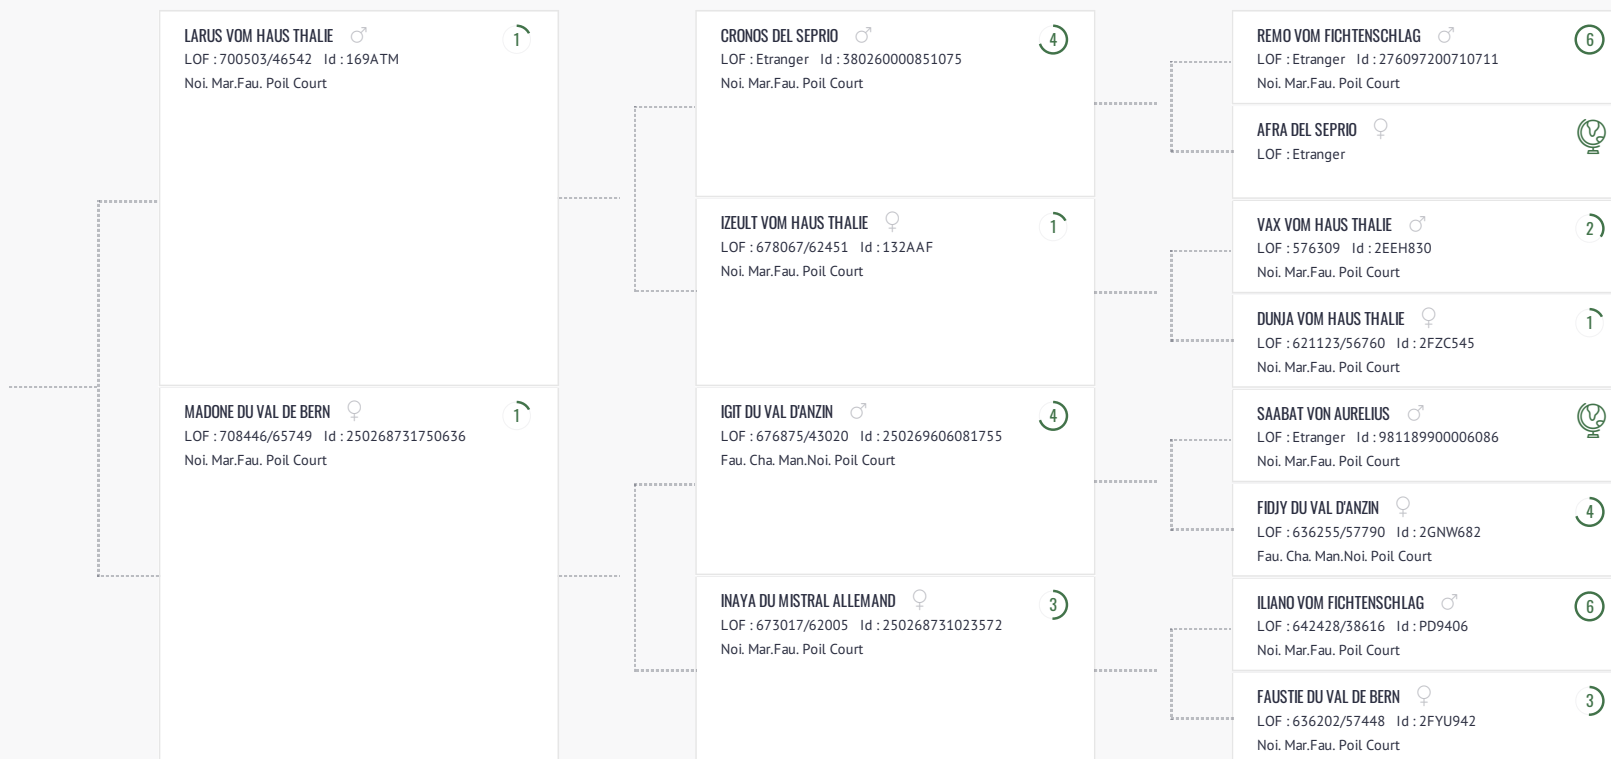 LARUS VOM HAUS THALIE
1
LOF : 700503/46542 Id : 169ATM
Noi. Mar.Fau. Poil Court
MADONE DU VAL DE BERN
1
LOF : 708446/65749 Id : 250268731750636
Noi. Mar.Fau. Poil Court
CRONOS DEL SEPRIO
4
LOF : Etranger Id : 380260000851075
Noi. Mar.Fau. Poil Court
IZEULT VOM HAUS THALIE
1
LOF : 678067/62451 Id : 132AAF
Noi. Mar.Fau. Poil Court
IGIT DU VAL D'ANZIN
4
LOF : 676875/43020 Id : 250269606081755
Fau. Cha. Man.Noi. Poil Court
INAYA DU MISTRAL ALLEMAND
3
LOF : 673017/62005 Id : 250268731023572
Noi. Mar.Fau. Poil Court
REMO VOM FICHTENSCHLAG
6
LOF : Etranger Id : 276097200710711
Noi. Mar.Fau. Poil Court
AFRA DEL SEPRIO
LOF : Etranger
VAX VOM HAUS THALIE
2
LOF : 576309 Id : 2EEH830
Noi. Mar.Fau. Poil Court
DUNJA VOM HAUS THALIE
1
LOF : 621123/56760 Id : 2FZC545
Noi. Mar.Fau. Poil Court
SAABAT VON AURELIUS
LOF : Etranger Id : 981189900006086
Noi. Mar.Fau. Poil Court
FIDJY DU VAL D'ANZIN
4
LOF : 636255/57790 Id : 2GNW682
Fau. Cha. Man.Noi. Poil Court
ILIANO VOM FICHTENSCHLAG
6
LOF : 642428/38616 Id : PD9406
Noi. Mar.Fau. Poil Court
FAUSTIE DU VAL DE BERN
3
LOF : 636202/57448 Id : 2FYU942
Noi. Mar.Fau. Poil Court